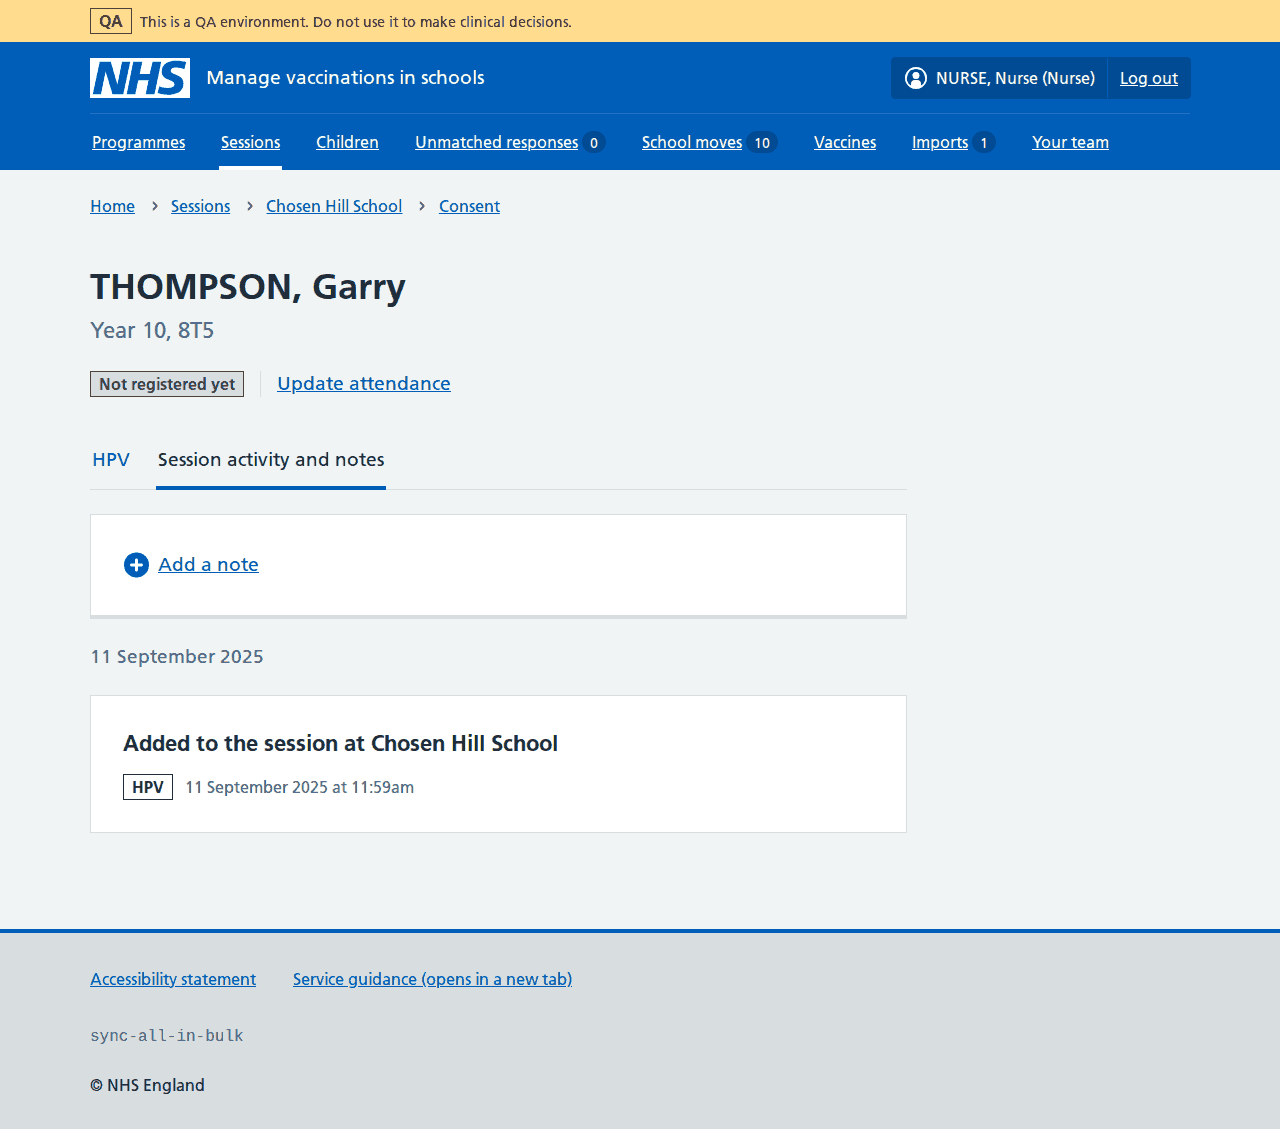 QA This is a QA environment. Do not use it to make clinical decisions.
NHS Manage vaccinations in schools NURSE, Nurse (Nurse) Log out
Programmes Sessions Children Unmatched responses 0 School moves 10 Vaccines Imports 1 Your team
Home Sessions Chosen Hill School Consent
THOMPSON, Garry
Year 10, 8T5
Not registered yet Update attendance
HPV Session activity and notes
Add a note
11 September 2025
Added to the session at Chosen Hill School
HPV 11 September 2025 at 11:59am
Accessibility statement Service guidance (opens in a new tab)
sync-all-in-bulk
© NHS England